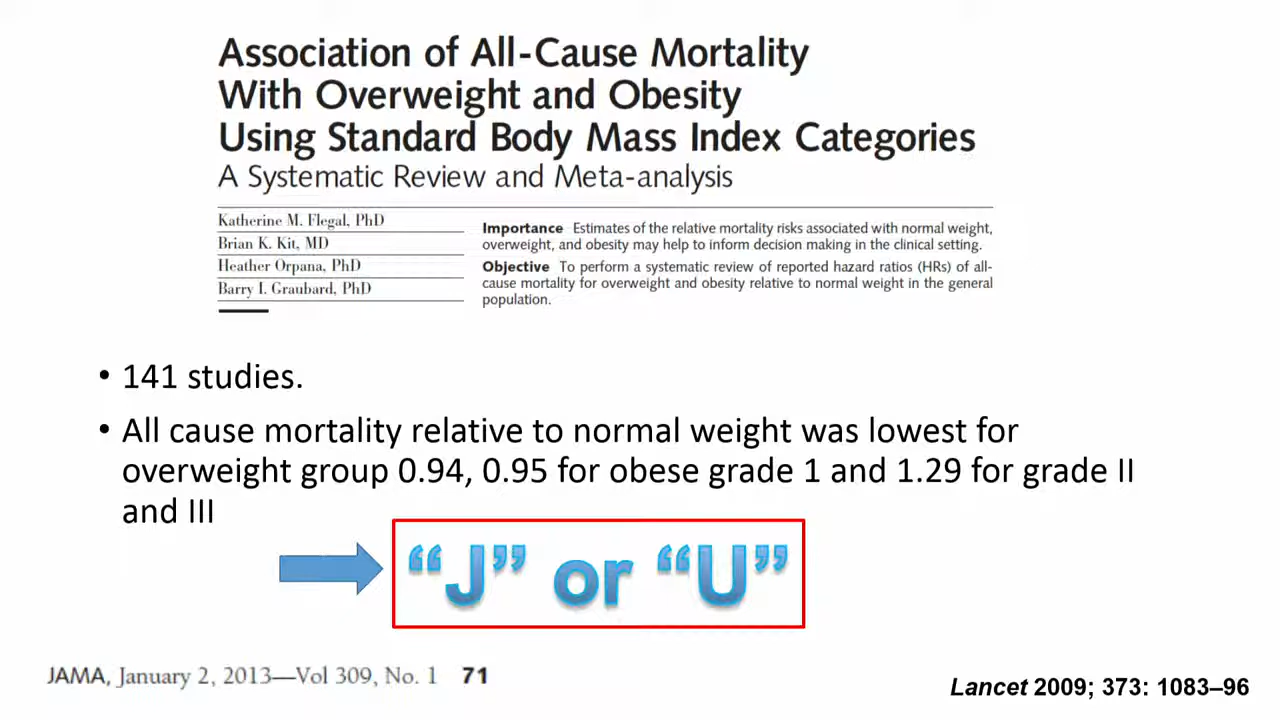 Association of All-Cause Mortality
With Overweight and Obesity
Using Standard Body Mass Index Categories
A Systematic Review and Meta-analysis
Katherine M. Flegal, PhD
Brian K. Kit, MD
Heather Orpana, PhD
Barry I. Graubard, PhD
Importance Estimates of the relative mortality risks associated with normal weight,
overweight, and obesity may help to inform decision making in the clinical setting.
Objective To perform a systematic review of reported hazard ratios (HRs) of all-
cause mortality for overweight and obesity relative to normal weight in the general
population.
• 141 studies.
• All cause mortality relative to normal weight was lowest for
overweight group 0.94, 0.95 for obese grade 1 and 1.29 for grade II
and III
“J” or “U”
JAMA, January 2, 2013—Vol 309, No. 1 71
Lancet 2009; 373: 1083–96